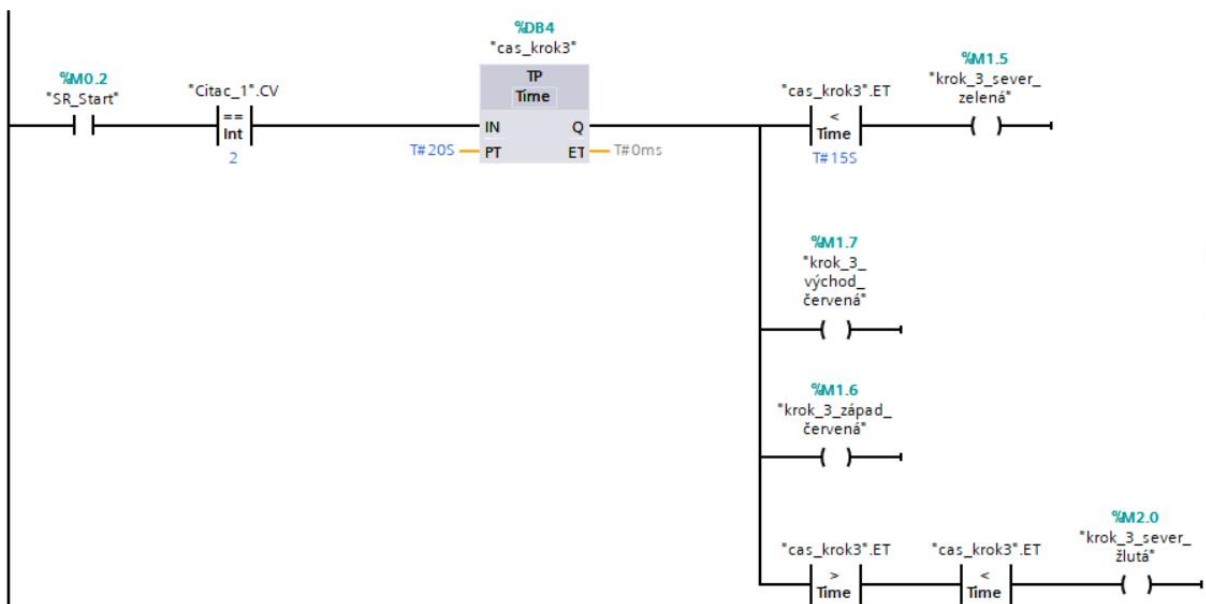 %DB4
"cas_krok3"
%M0.2
"SR_Start"
"Citac_1".CV
==
Int
2
TP
Time
IN
Q
T#20S
PT
ET
T#0ms
"cas_krok3".ET
<
Time
T#15S
%M1.5
"krok_3_sever_
zelená"
%M1.7
"krok_3_
východ_
červená"
%M1.6
"krok_3_západ_
červená"
"cas_krok3".ET
>
Time
"cas_krok3".ET
<
Time
%M2.0
"krok_3_sever_
žlutá"